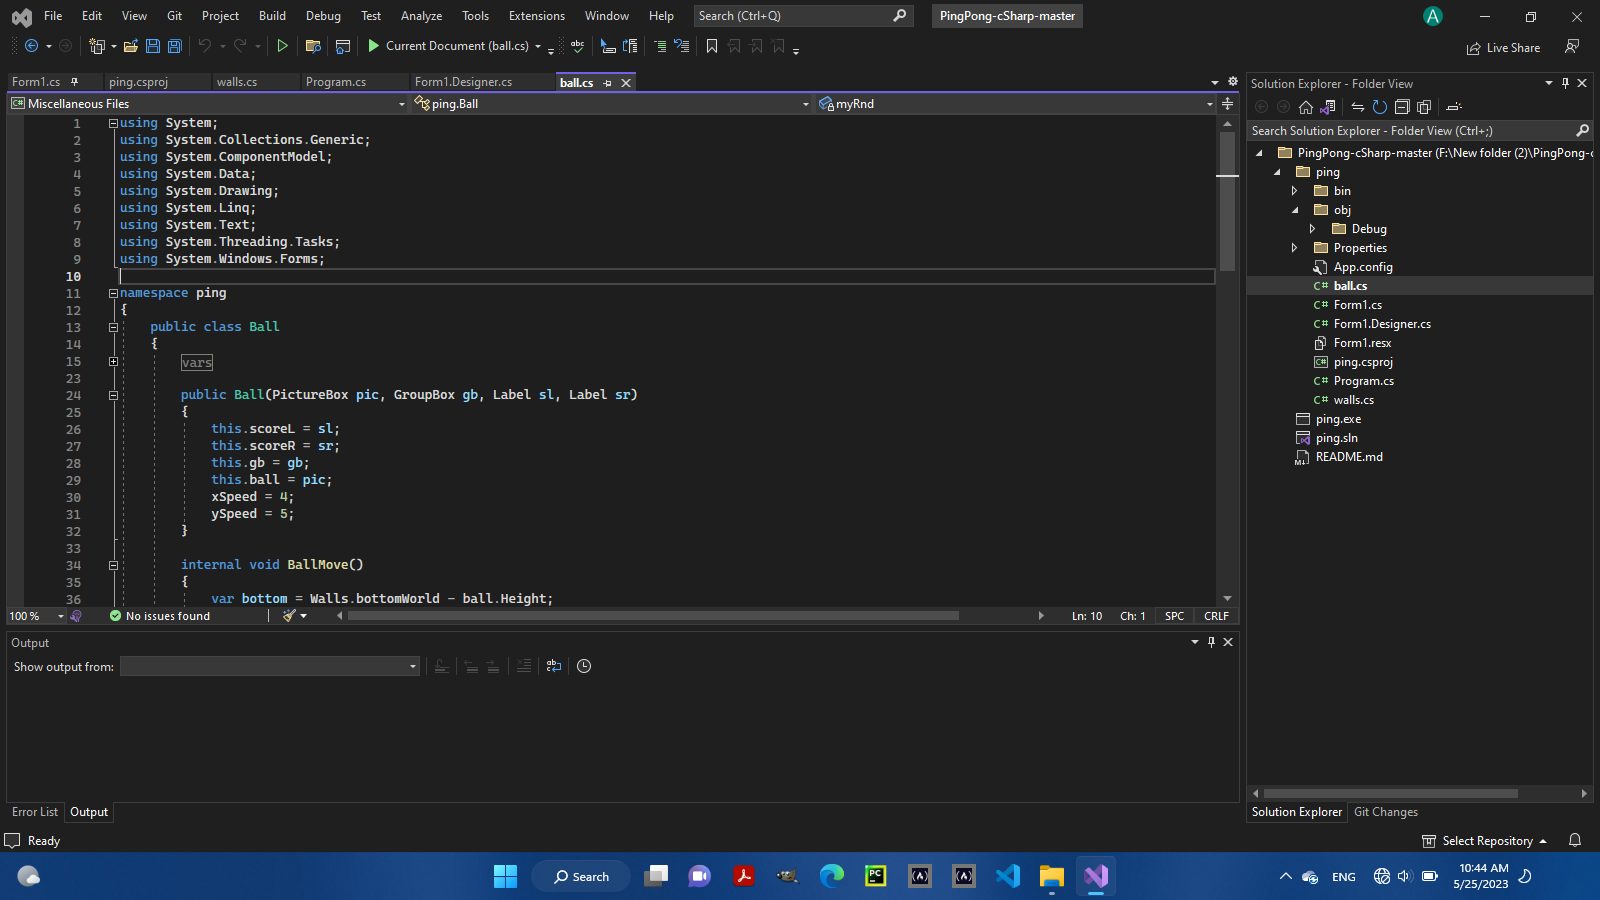 File Edit View Git Project Build Debug Test Analyze Tools Extensions Window Help Search (Ctrl+Q) PingPong-cSharp-master A
Current Document (ball.cs) abc Live Share
Form1.cs ping.csproj walls.cs Program.cs Form1.Designer.cs ball.cs
C# Miscellaneous Files ping.Ball myRnd
1 using System;
2 using System.Collections.Generic;
3 using System.ComponentModel;
4 using System.Data;
5 using System.Drawing;
6 using System.Linq;
7 using System.Text;
8 using System.Threading.Tasks;
9 using System.Windows.Forms;
10
11 namespace ping
12 {
13 public class Ball
14 {
15 vars
23
24 public Ball(PictureBox pic, GroupBox gb, Label sl, Label sr)
25 {
26 this.scoreL = sl;
27 this.scoreR = sr;
28 this.gb = gb;
29 this.ball = pic;
30 xSpeed = 4;
31 ySpeed = 5;
32 }
33
34 internal void BallMove()
35 {
36 var bottom = Walls.bottomWorld - ball.Height;
100 % No issues found Ln: 10 Ch: 1 SPC CRLF
Output
Show output from:
Error List Output
Solution Explorer - Folder View
Search Solution Explorer - Folder View (Ctrl+;)
PingPong-cSharp-master (F:\New folder (2)\PingPong-c
ping
bin
obj
Debug
Properties
App.config
C# ball.cs
C# Form1.cs
C# Form1.Designer.cs
Form1.resx
C# ping.csproj
C# Program.cs
C# walls.cs
ping.exe
ping.sln
README.md
Solution Explorer Git Changes
Ready Select Repository
Search PC ENG 10:44 AM
5/25/2023